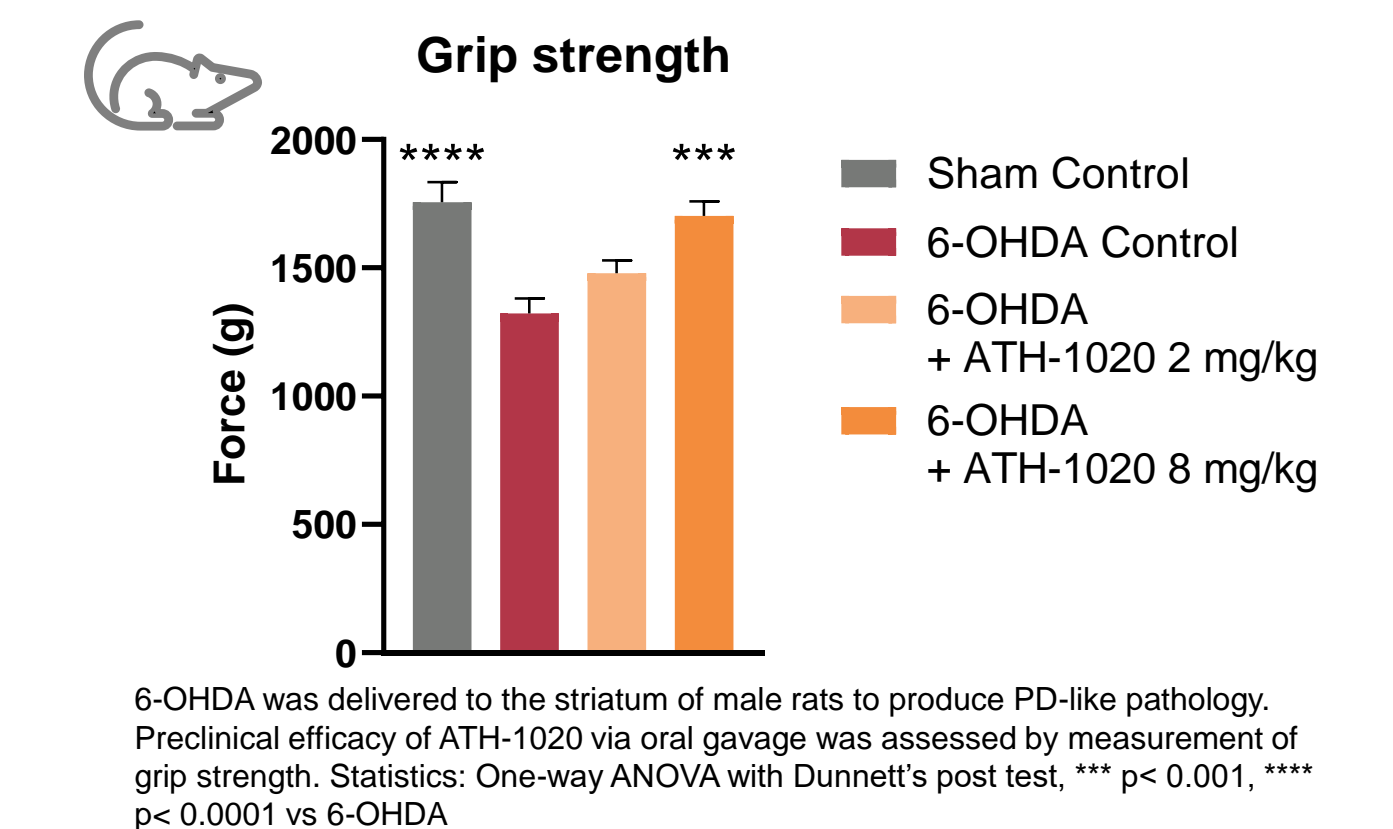 Grip strength
2000
1500
1000
500
0
Force (g)
****
***
Sham Control
6-OHDA Control
6-OHDA
+ ATH-1020 2 mg/kg
6-OHDA
+ ATH-1020 8 mg/kg
6-OHDA was delivered to the striatum of male rats to produce PD-like pathology.
Preclinical efficacy of ATH-1020 via oral gavage was assessed by measurement of
grip strength. Statistics: One-way ANOVA with Dunnett’s post test, *** p< 0.001, ****
p< 0.0001 vs 6-OHDA